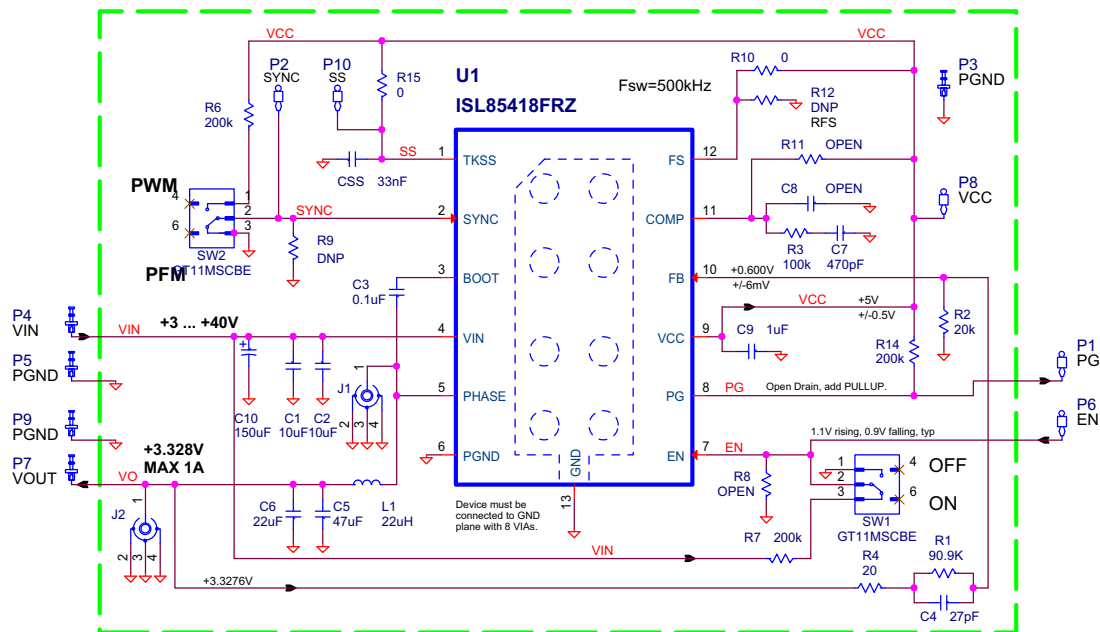 VCC
VCC
P2
SYNC
P10
SS
R15
0
U1
ISL85418FRZ
Fsw=500kHz
R10 0
P3
PGND
R6
200k
R12
DNP
RFS
SS
1 TKSS
FS 12
CSS 33nF
R11 OPEN
PWM
4
6
1
2
3
SYNC
2 SYNC
COMP 11
C8 OPEN
P8
VCC
SW2
GT11MSCBE
PFM
R9
DNP
R3
100k
C7
470pF
C3
0.1uF
3 BOOT
FB 10
+0.600V
+/-6mV
P4
VIN
VIN
+3 ... +40V
4 VIN
VCC 9
VCC
+5V
+/-0.5V
C9 1uF
R2
20k
R14
200k
P5
PGND
C10
150uF
C1
10uF
C2
10uF
J1
1
2
3
4
5 PHASE
PG 8
PG
Open Drain, add PULLUP.
P1
PG
P9
PGND
P6
EN
1.1V rising, 0.9V falling, typ
6 PGND
EN 7
EN
GND
13
P7
VOUT
VO
+3.328V
MAX 1A
C6
22uF
C5
47uF
L1
22uH
Device must be
connected to GND
plane with 8 VIAs.
R8
OPEN
1
2
3
4
6
OFF
ON
SW1
GT11MSCBE
J2
1
2
3
4
VIN
R7 200k
+3.3276V
R4
20
R1
90.9K
C4 27pF